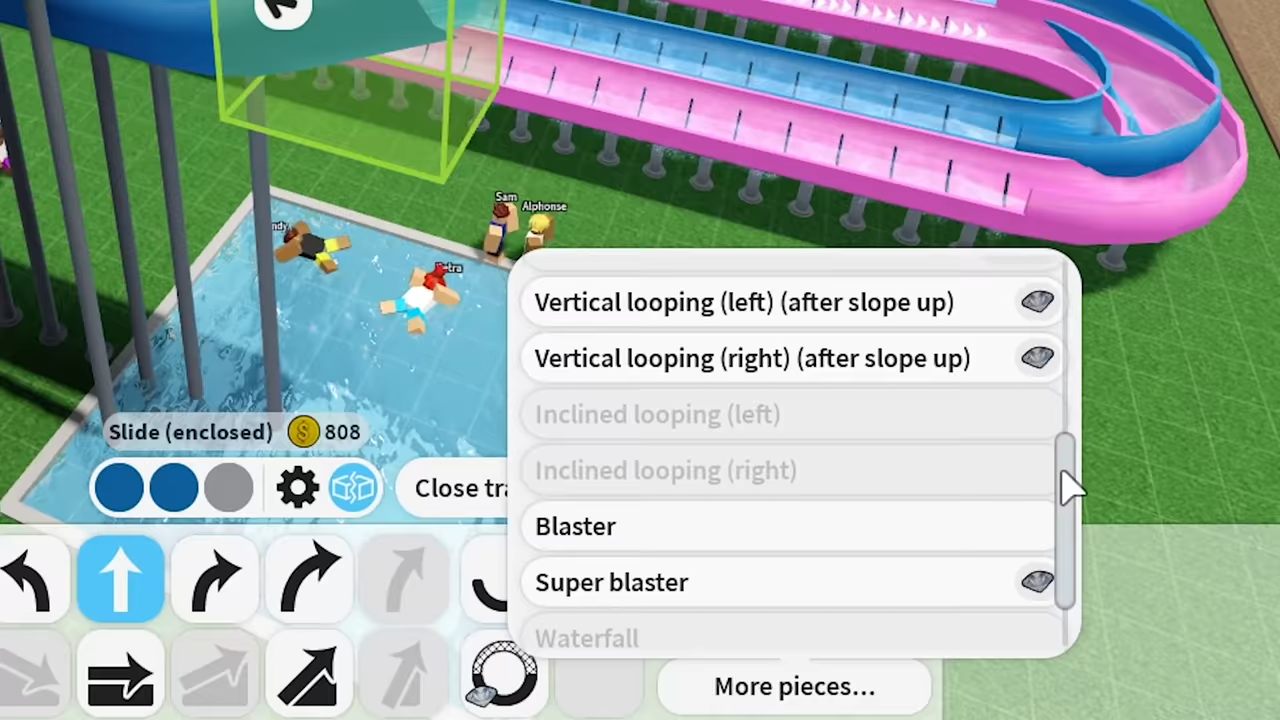 Sam
Alphonse
ndy
Vertical looping (left) (after slope up)
Vertical looping (right) (after slope up)
Inclined looping (left)
Inclined looping (right)
Slide (enclosed) $ 808
Close tra
Blaster
Super blaster
Waterfall
More pieces...